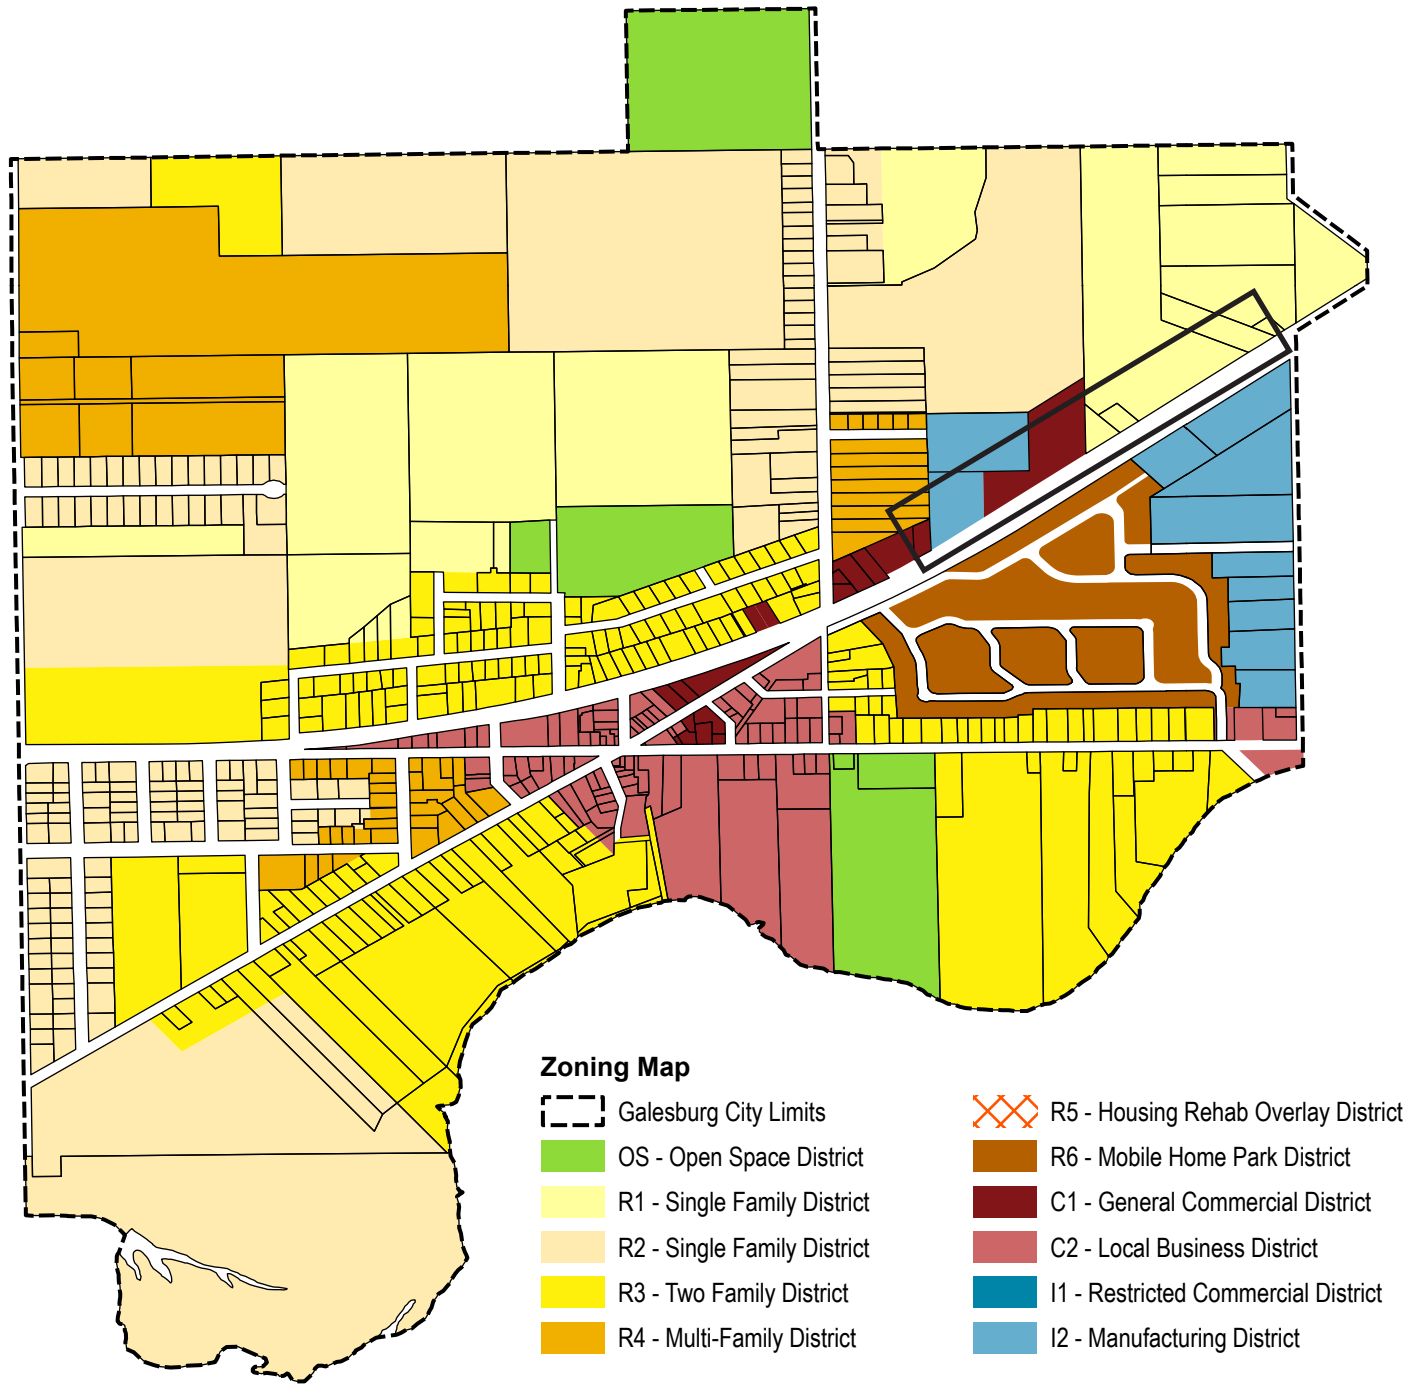 Zoning Map
Galesburg City Limits
OS - Open Space District
R1 - Single Family District
R2 - Single Family District
R3 - Two Family District
R4 - Multi-Family District
R5 - Housing Rehab Overlay District
R6 - Mobile Home Park District
C1 - General Commercial District
C2 - Local Business District
I1 - Restricted Commercial District
I2 - Manufacturing District